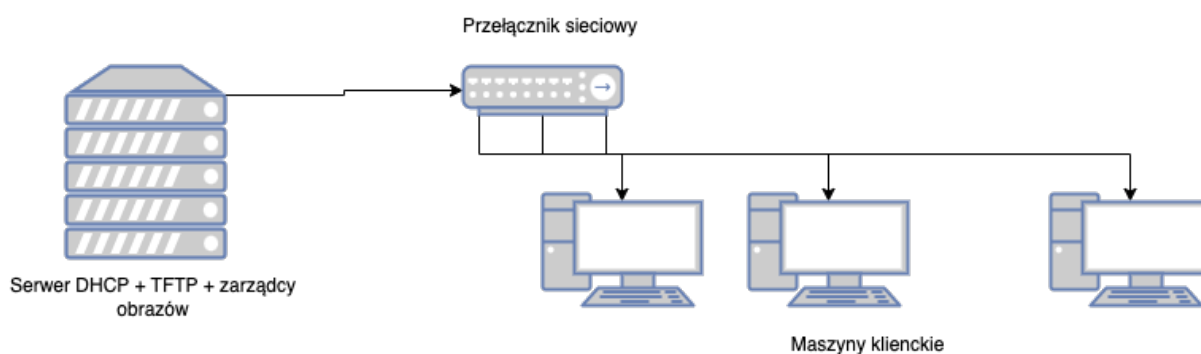 Przełącznik sieciowy
Serwer DHCP + TFTP + zarządcy
obrazów
Maszyny klienckie